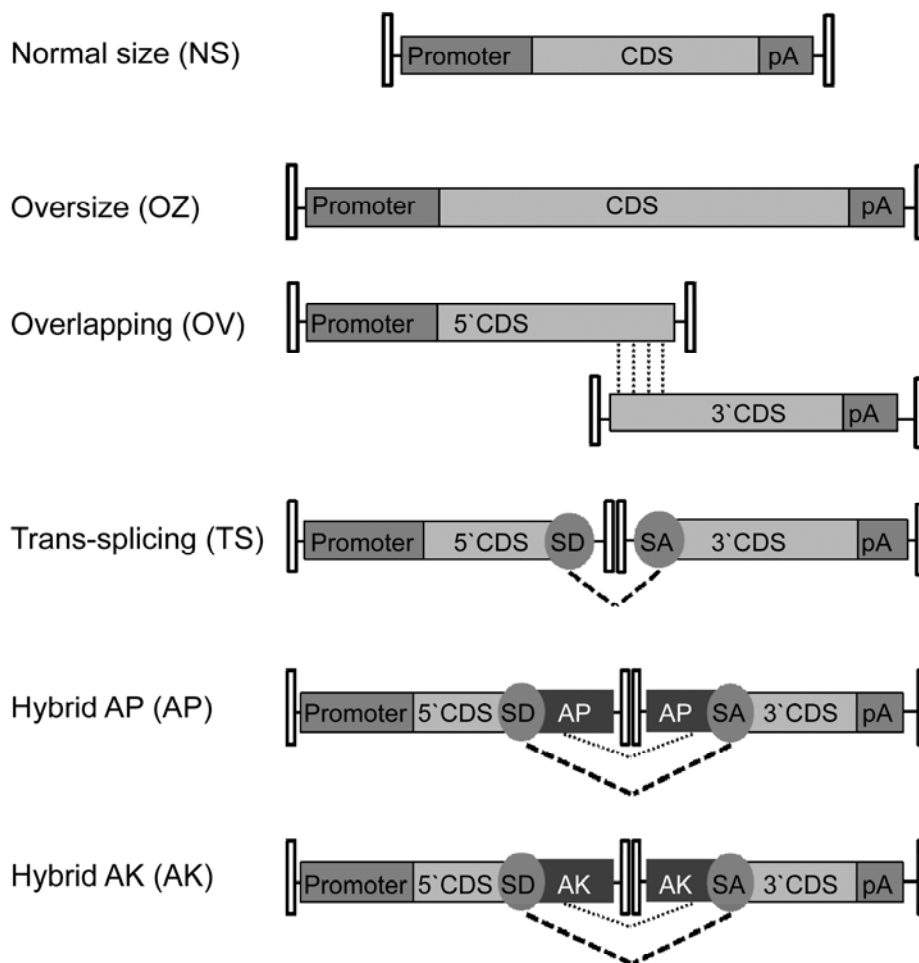 Normal size (NS)
Promoter CDS pA
Oversize (OZ)
Promoter CDS pA
Overlapping (OV)
Promoter 5`CDS
3`CDS pA
Trans-splicing (TS)
Promoter 5`CDS SD SA 3`CDS pA
Hybrid AP (AP)
Promoter 5`CDS SD AP AP SA 3`CDS pA
Hybrid AK (AK)
Promoter 5`CDS SD AK AK SA 3`CDS pA